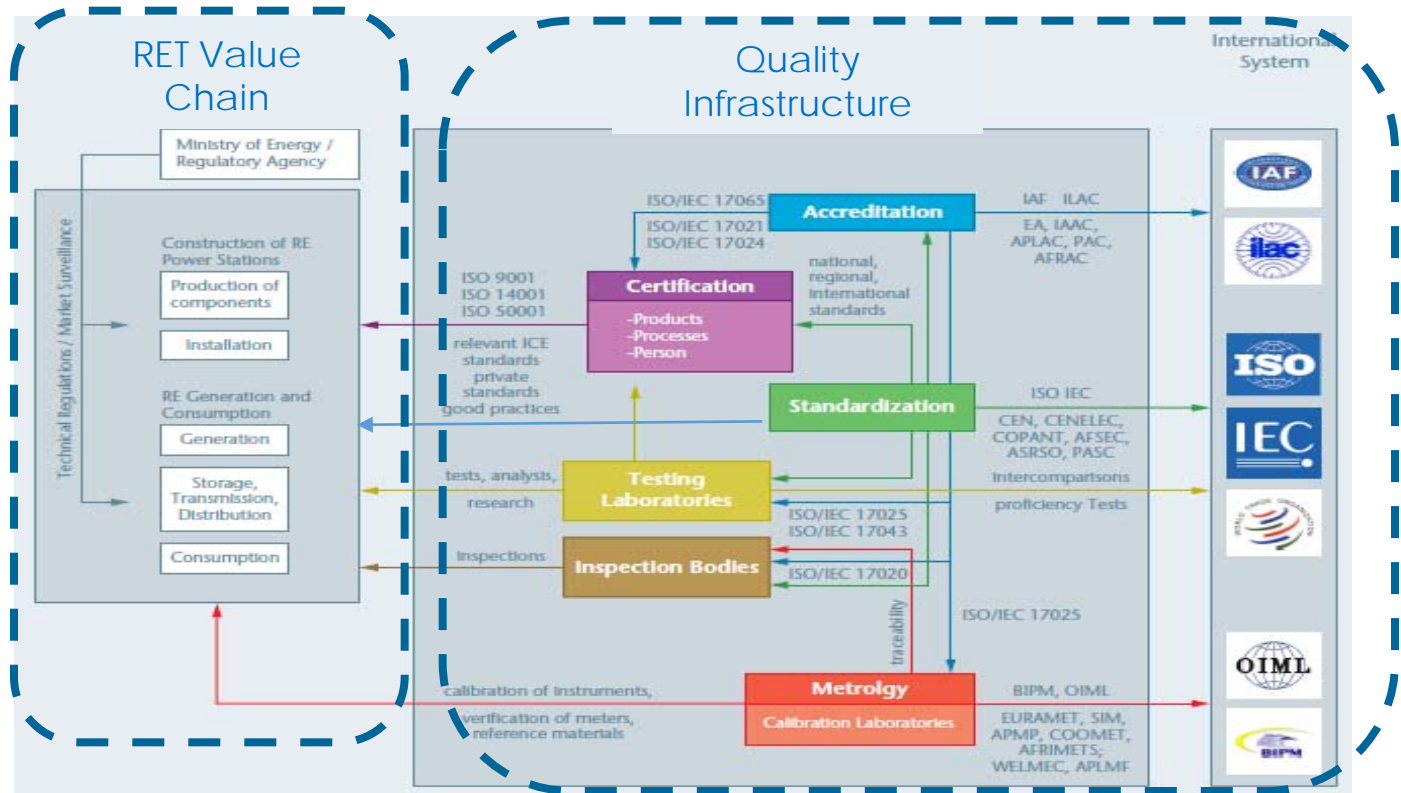 RET Value
Chain
Quality
Infrastructure
International
System
Ministry of Energy /
Regulatory Agency
Technical Regulations / Market Surveillance
Construction of RE
Power Stations
Production of
components
Installation
RE Generation and
Consumption
Generation
Storage,
Transmission,
Distribution
Consumption
ISO 9001
ISO 14001
ISO 50001
relevant ICE
standards
private
standards
good practices
tests, analysis,
research
inspections
calibration of instruments,
verification of meters,
reference materials
ISO/IEC 17065
ISO/IEC 17021
ISO/IEC 17024
Accreditation
Certification
-Products
-Processes
-Person
national,
regional,
international
standards
Standardization
Testing
Laboratories
ISO/IEC 17025
ISO/IEC 17043
Inspection Bodies
ISO/IEC 17020
traceability
ISO/IEC 17025
Metrolgy
Calibration Laboratories
IAF ILAC
EA, IAAC,
APLAC, PAC,
AFRAC
ISO IEC
CEN, CENELEC,
COPANT, AFSEC,
ASRSO, PASC
intercomparisons
proficiency Tests
BIPM, OIML
EURAMET, SIM,
APMP, COOMET,
AFRIMETS;
WELMEC, APLMF
IAF
ilac
ISO
IEC
WORLD TRADE ORGANIZATION
OIML
BIPM